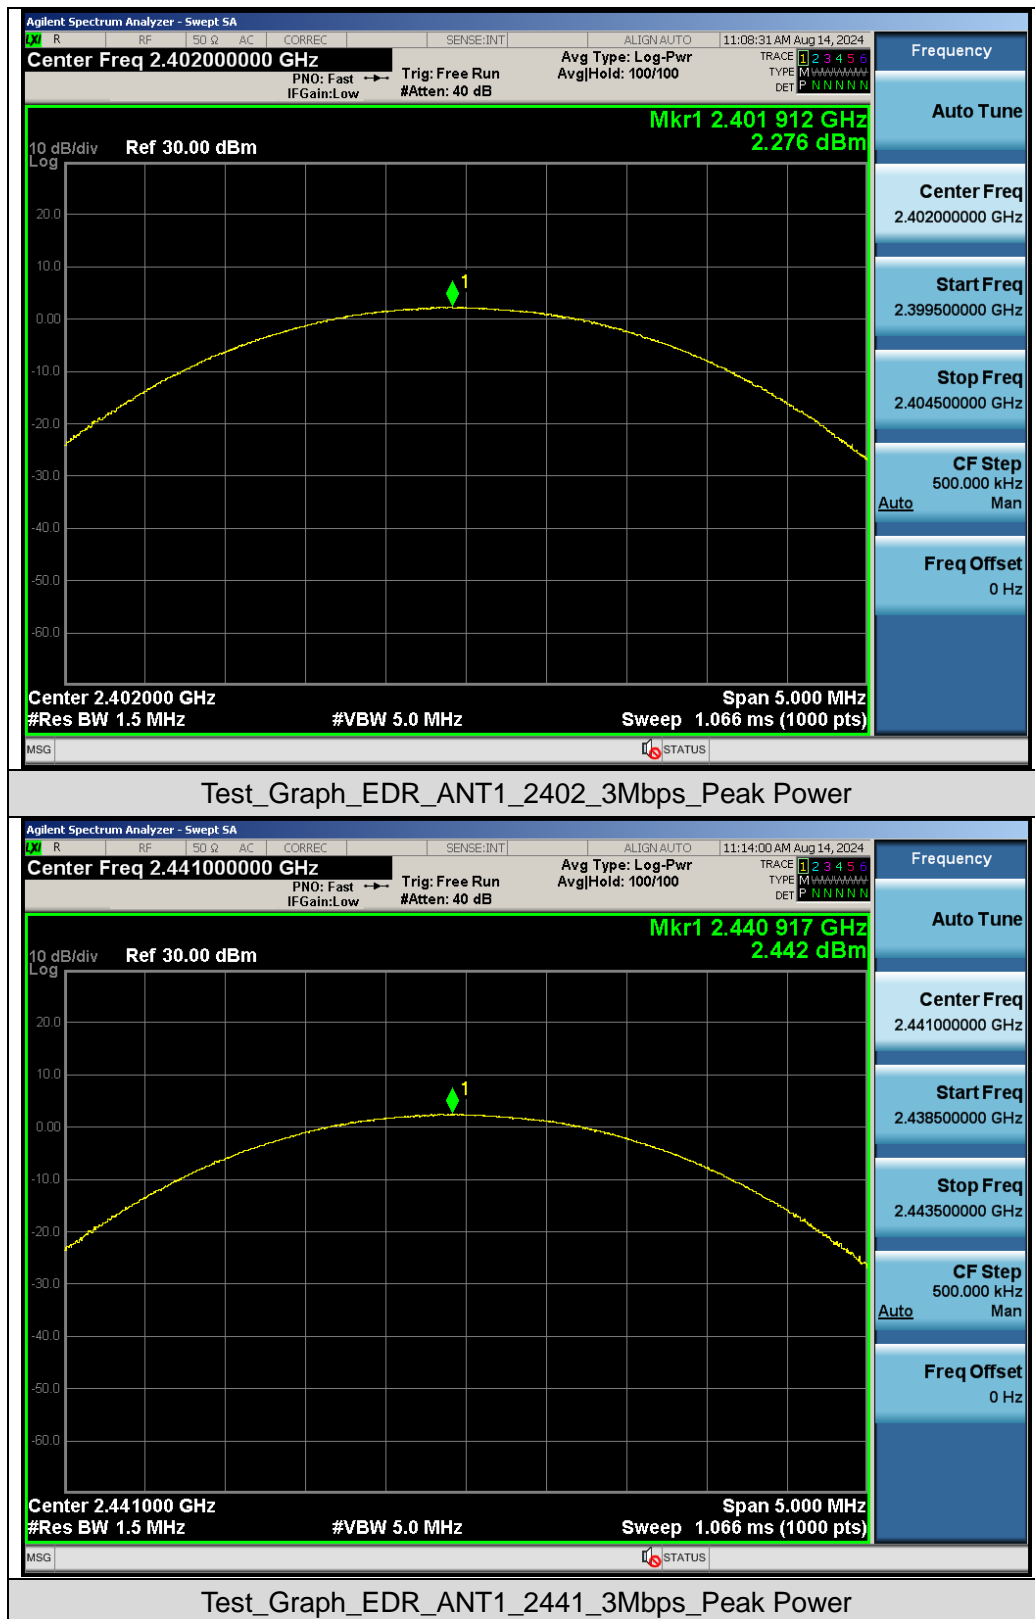 Agilent Spectrum Analyzer - Swept SA
LXI R RF 50 Ω AC CORREC SENSE:INT ALIGN AUTO 11:08:31 AM Aug 14, 2024
Center Freq 2.402000000 GHz
PNO: Fast
IFGain:Low
Trig: Free Run
#Atten: 40 dB
Avg Type: Log-Pwr
Avg|Hold: 100/100
TRACE 1 2 3 4 5 6
TYPE M WWWWW
DET P N N N N N
Mkr1 2.401 912 GHz
2.276 dBm
10 dB/div Ref 30.00 dBm
Log
20.0
10.0
1
0.00
-10.0
-20.0
-30.0
-40.0
-50.0
-60.0
Center 2.402000 GHz Span 5.000 MHz
#Res BW 1.5 MHz #VBW 5.0 MHz Sweep 1.066 ms (1000 pts)
MSG STATUS
Frequency
Auto Tune
Center Freq
2.402000000 GHz
Start Freq
2.399500000 GHz
Stop Freq
2.404500000 GHz
CF Step
500.000 kHz
Auto Man
Freq Offset
0 Hz
Test_Graph_EDR_ANT1_2402_3Mbps_Peak Power
Agilent Spectrum Analyzer - Swept SA
LXI R RF 50 Ω AC CORREC SENSE:INT ALIGN AUTO 11:14:00 AM Aug 14, 2024
Center Freq 2.441000000 GHz
PNO: Fast
IFGain:Low
Trig: Free Run
#Atten: 40 dB
Avg Type: Log-Pwr
Avg|Hold: 100/100
TRACE 1 2 3 4 5 6
TYPE M WWWWW
DET P N N N N N
Mkr1 2.440 917 GHz
2.442 dBm
10 dB/div Ref 30.00 dBm
Log
20.0
10.0
1
0.00
-10.0
-20.0
-30.0
-40.0
-50.0
-60.0
Center 2.441000 GHz Span 5.000 MHz
#Res BW 1.5 MHz #VBW 5.0 MHz Sweep 1.066 ms (1000 pts)
MSG STATUS
Frequency
Auto Tune
Center Freq
2.441000000 GHz
Start Freq
2.438500000 GHz
Stop Freq
2.443500000 GHz
CF Step
500.000 kHz
Auto Man
Freq Offset
0 Hz
Test_Graph_EDR_ANT1_2441_3Mbps_Peak Power